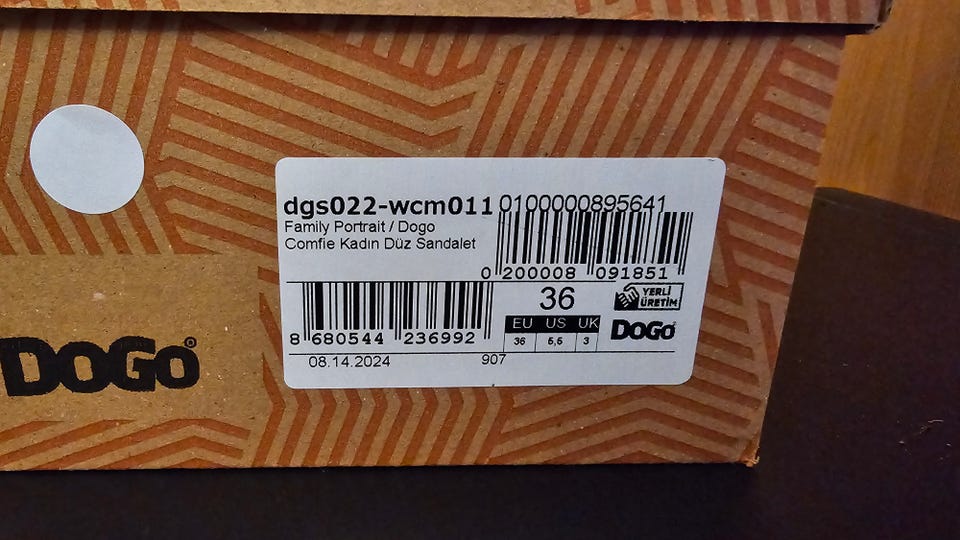 dgs022-wcm011
Family Portrait / Dogo
Comfie Kadın Düz Sandalet
0100000895641
0 200008 091851
8 680544 236992
36
YERLİ
ÜRETİM
EU US UK
36 5,5 3
DOGO
08.14.2024 907
DOGO®